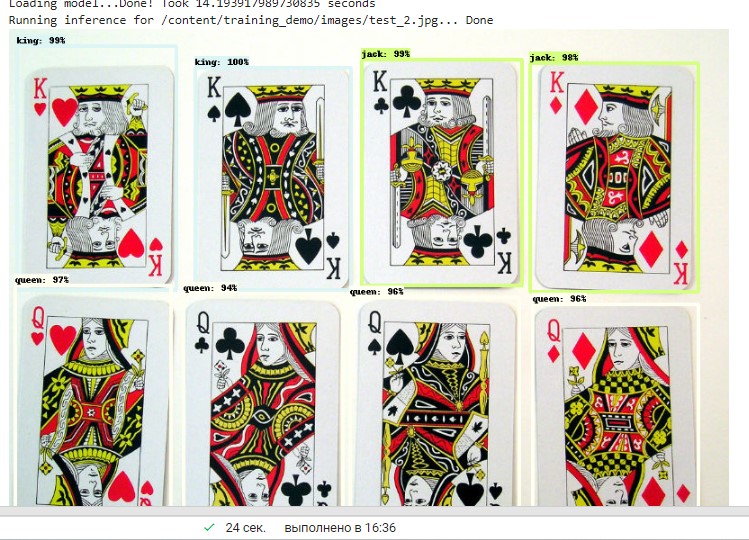 Loading model...Done! Took 14.193917989730835 seconds
Running inference for /content/training_demo/images/test_2.jpg... Done
king: 99%
king: 100%
jack: 99%
jack: 98%
K
K
K
K
K
K
K
K
queen: 97%
queen: 94%
queen: 96%
queen: 96%
Q
Q
Q
Q
24 сек. выполнено в 16:36